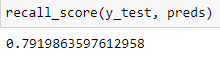 recall_score(y_test, preds)
0.7919863597612958